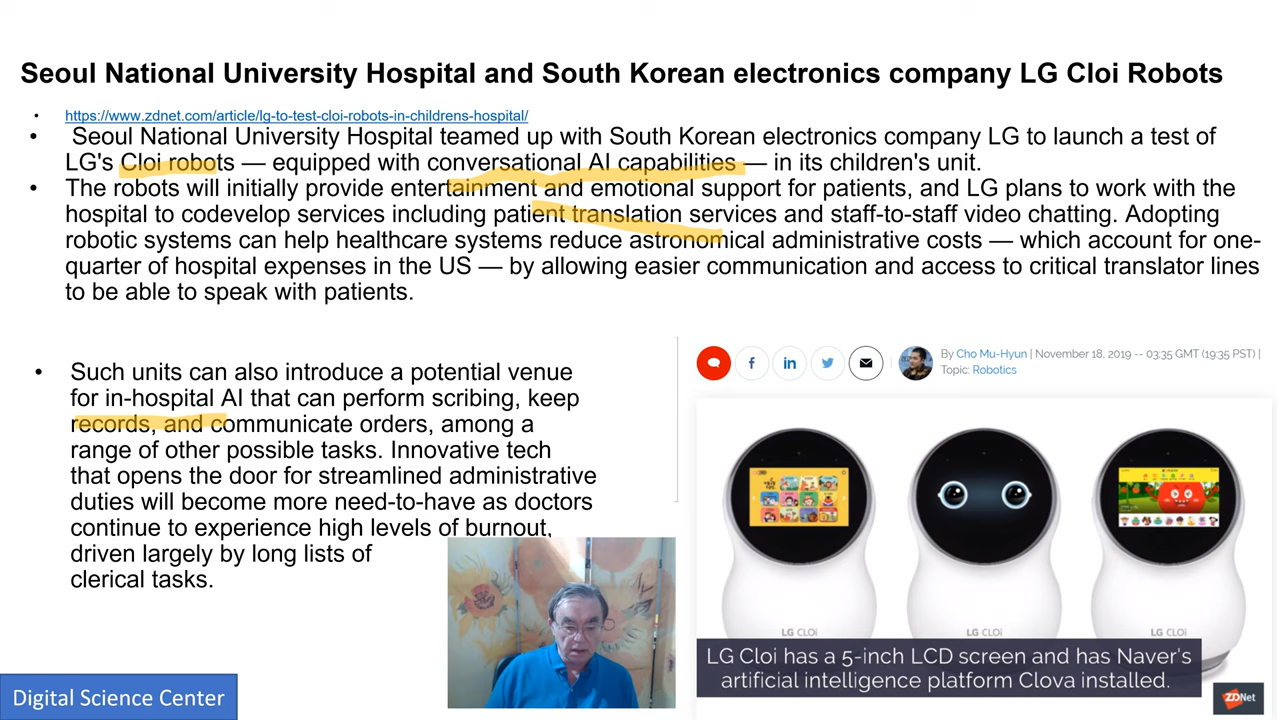 Seoul National University Hospital and South Korean electronics company LG Cloi Robots
• https://www.zdnet.com/article/lg-to-test-cloi-robots-in-childrens-hospital/
• Seoul National University Hospital teamed up with South Korean electronics company LG to launch a test of
LG's Cloi robots — equipped with conversational AI capabilities — in its children's unit.
• The robots will initially provide entertainment and emotional support for patients, and LG plans to work with the
hospital to codevelop services including patient translation services and staff-to-staff video chatting. Adopting
robotic systems can help healthcare systems reduce astronomical administrative costs — which account for one-
quarter of hospital expenses in the US — by allowing easier communication and access to critical translator lines
to be able to speak with patients.
• Such units can also introduce a potential venue
for in-hospital AI that can perform scribing, keep
records, and communicate orders, among a
range of other possible tasks. Innovative tech
that opens the door for streamlined administrative
duties will become more need-to-have as doctors
continue to experience high levels of burnout,
driven largely by long lists of
clerical tasks.
By Cho Mu-Hyun | November 18, 2019 -- 03:35 GMT (19:35 PST) |
Topic: Robotics
LG CLOi
LG CLOi
LG CLOi
LG Cloi has a 5-inch LCD screen and has Naver's
artificial intelligence platform Clova installed.
ZDNet
Digital Science Center